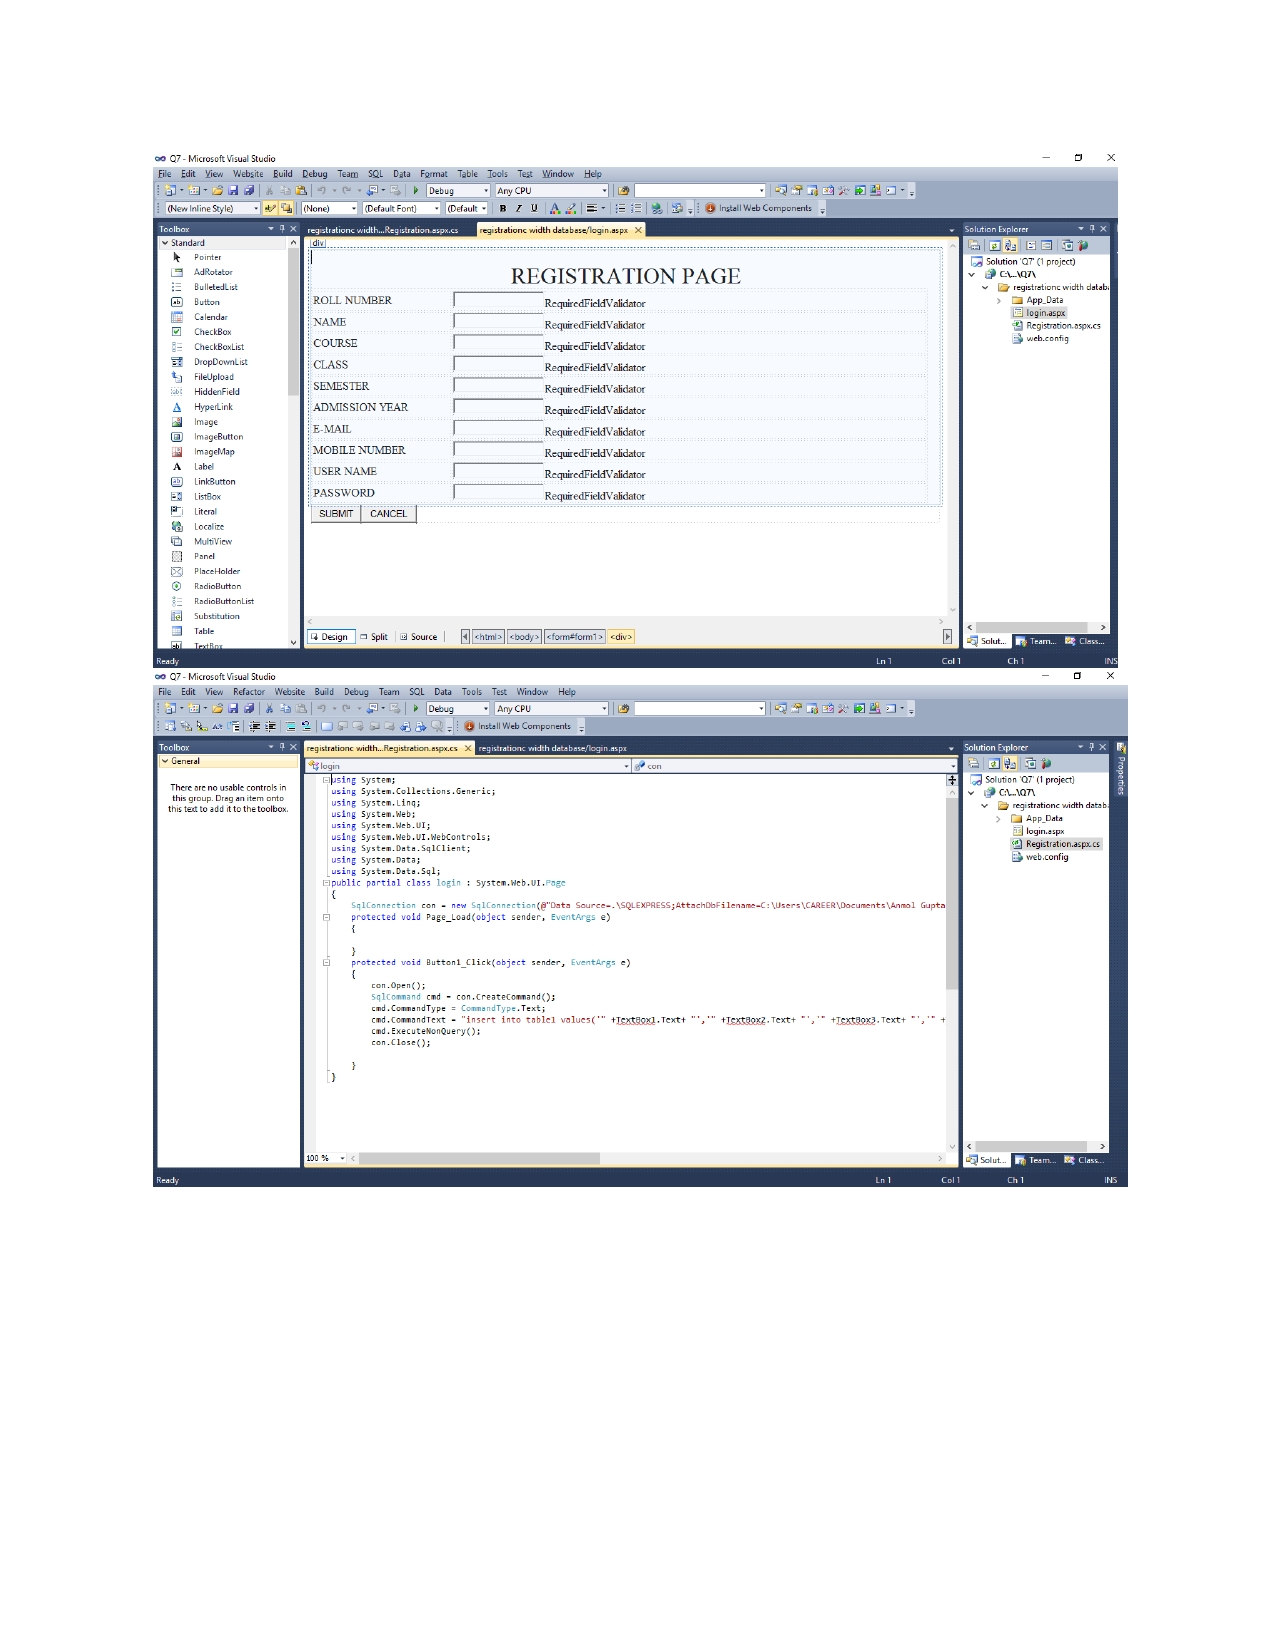 Q7 - Microsoft Visual Studio
File Edit View Website Build Debug Team SQL Data Format Table Tools Test Window Help
Debug Any CPU
(New Inline Style) (None) (Default Font) (Default B I U A Install Web Components
Toolbox
Standard
Pointer
AdRotator
BulletedList
Button
Calendar
CheckBox
CheckBoxList
DropDownList
FileUpload
HiddenField
HyperLink
Image
ImageButton
ImageMap
Label
LinkButton
ListBox
Literal
Localize
MultiView
Panel
PlaceHolder
RadioButton
RadioButtonList
Substitution
Table
TextBox
registrationc width...Registration.aspx.cs registrationc width database/login.aspx
div
REGISTRATION PAGE
ROLL NUMBER RequiredFieldValidator
NAME RequiredFieldValidator
COURSE RequiredFieldValidator
CLASS RequiredFieldValidator
SEMESTER RequiredFieldValidator
ADMISSION YEAR RequiredFieldValidator
E-MAIL RequiredFieldValidator
MOBILE NUMBER RequiredFieldValidator
USER NAME RequiredFieldValidator
PASSWORD RequiredFieldValidator
SUBMIT CANCEL
Design Split Source <html> <body> <form#form1> <div>
Solution Explorer
Solution 'Q7' (1 project)
C:\...\Q7\
registrationc width datab
App_Data
login.aspx
Registration.aspx.cs
web.config
Solut... Team... Class...
Ready Ln 1 Col 1 Ch 1 INS
Q7 - Microsoft Visual Studio
File Edit View Refactor Website Build Debug Team SQL Data Tools Test Window Help
Debug Any CPU
Install Web Components
Toolbox
General
There are no usable controls in
this group. Drag an item onto
this text to add it to the toolbox.
registrationc width...Registration.aspx.cs registrationc width database/login.aspx
login con
using System;
using System.Collections.Generic;
using System.Linq;
using System.Web;
using System.Web.UI;
using System.Web.UI.WebControls;
using System.Data.SqlClient;
using System.Data;
using System.Data.Sql;
public partial class login : System.Web.UI.Page
{
SqlConnection con = new SqlConnection(@"Data Source=.\SQLEXPRESS;AttachDbFilename=C:\Users\CAREER\Documents\Anmol Gupta
protected void Page_Load(object sender, EventArgs e)
{
}
protected void Button1_Click(object sender, EventArgs e)
{
con.Open();
SqlCommand cmd = con.CreateCommand();
cmd.CommandType = CommandType.Text;
cmd.CommandText = "insert into table1 values('" +TextBox1.Text+ "','" +TextBox2.Text+ "','" +TextBox3.Text+ "','" +
cmd.ExecuteNonQuery();
con.Close();
}
}
100 %
Solution Explorer
Solution 'Q7' (1 project)
C:\...\Q7\
registrationc width datab
App_Data
login.aspx
Registration.aspx.cs
web.config
Solut... Team... Class...
Properties
Ready Ln 1 Col 1 Ch 1 INS